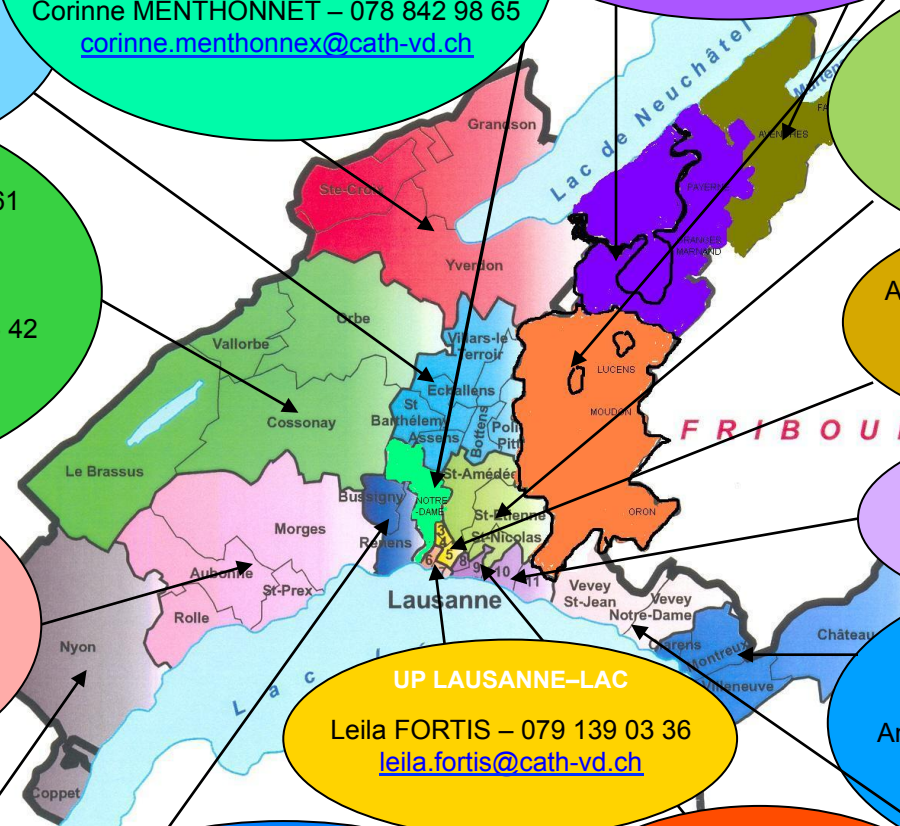 Corinne MENTHONNET – 078 842 98 65
corinne.menthonnex@cath-vd.ch
61
42
Lac de Neuchâtel
Grandson
Ste-Croix
Yverdon
AVENCHES
PAYERNE
GRANGES
MARNAND
Orbe
Vallorbe
Cossonay
Le Brassus
Villars-le
Terroir
Echallens
St
Barthélemy
Assens
Bottens
Poli
Pitt
LUCENS
MOUDON
ORON
FRIBOU
St-Amédée
St-Etienne
St-Nicolas
NOTRE
-DAME
Bussigny
Renens
3
4
5
6
7
8
9
10
11
Morges
Aubonne
St-Prex
Rolle
Nyon
Coppet
Lausanne
Lac
Vevey
St-Jean
Vevey
Notre-Dame
Clarens
Montreux
Villeneuve
Château
A
UP LAUSANNE–LAC
Leila FORTIS – 079 139 03 36
leila.fortis@cath-vd.ch